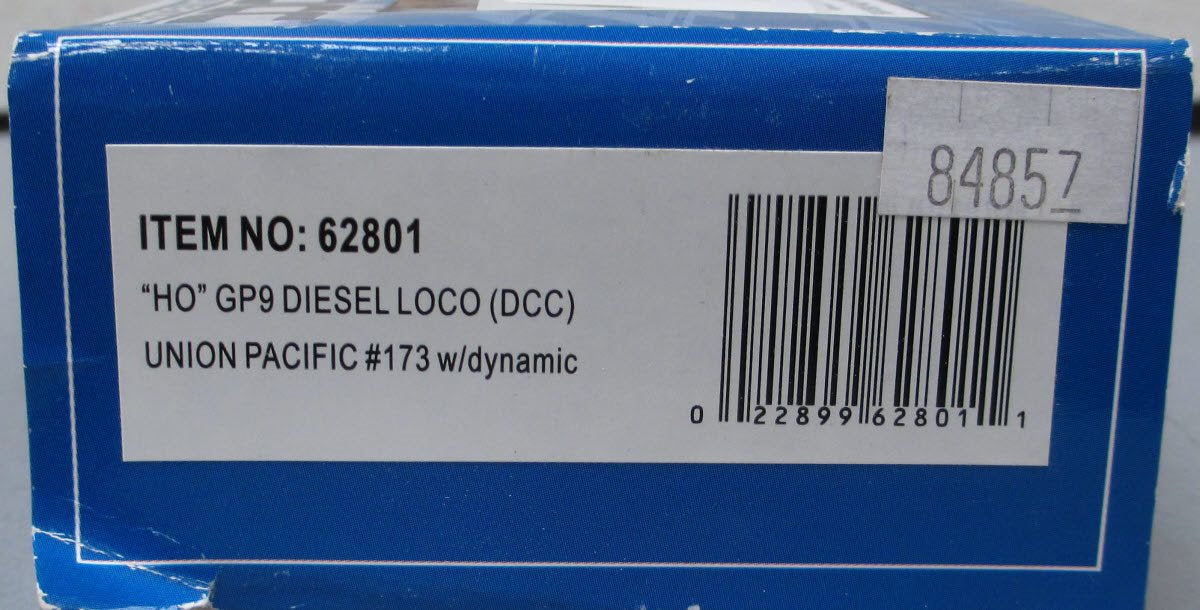 84857
ITEM NO: 62801
“HO” GP9 DIESEL LOCO (DCC)
UNION PACIFIC #173 w/dynamic
0 22899 62801 1